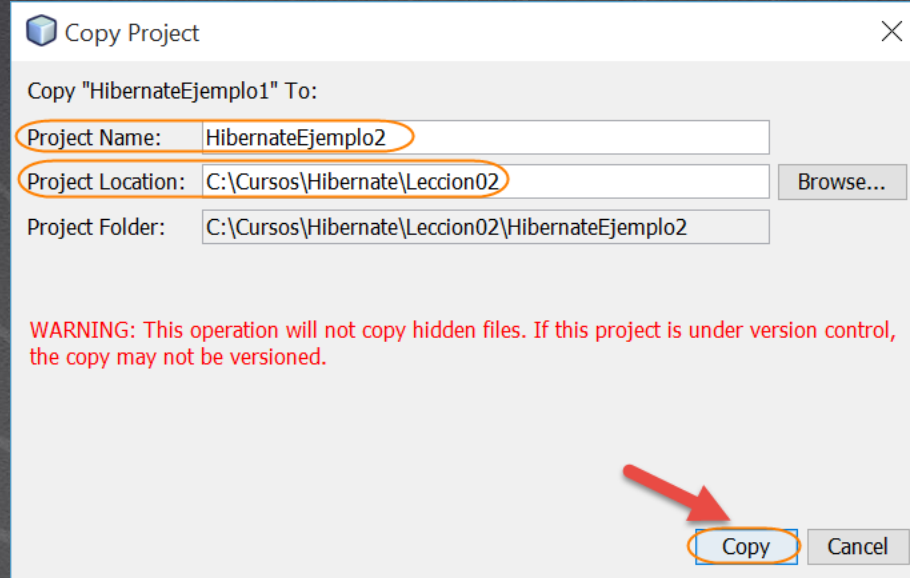 Copy Project
Copy "HibernateEjemplo1" To:
Project Name: HibernateEjemplo2
Project Location: C:\Cursos\Hibernate\Leccion02 Browse...
Project Folder: C:\Cursos\Hibernate\Leccion02\HibernateEjemplo2
WARNING: This operation will not copy hidden files. If this project is under version control,
the copy may not be versioned.
Copy Cancel